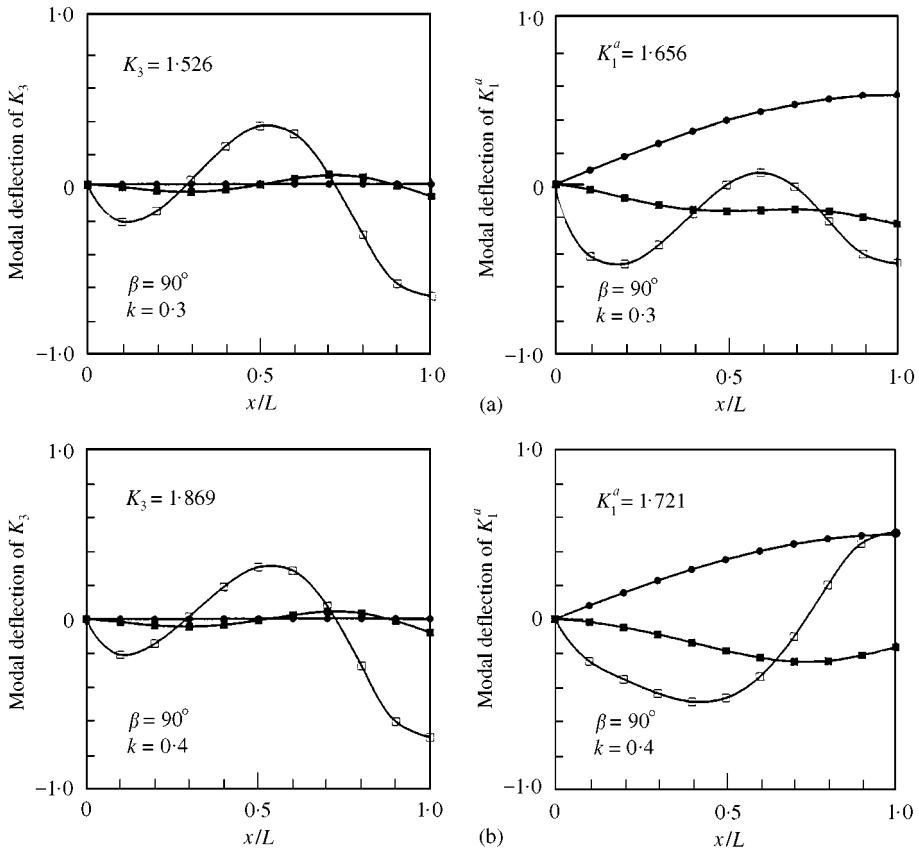 1·0
K₃ = 1·526
Modal deflection of K₃
0
β = 90°
k = 0·3
−1·0
0 0·5 1·0
x/L
1·0
K₁ᵃ = 1·656
Modal deflection of K₁ᵃ
0
β = 90°
k = 0·3
−1·0
0 0·5 1·0
x/L
(a)
1·0
K₃ = 1·869
Modal deflection of K₃
0
β = 90°
k = 0·4
−1·0
0 0·5 1·0
x/L
1·0
K₁ᵃ = 1·721
Modal deflection of K₁ᵃ
0
β = 90°
k = 0·4
−1·0
0 0·5 1·0
x/L
(b)